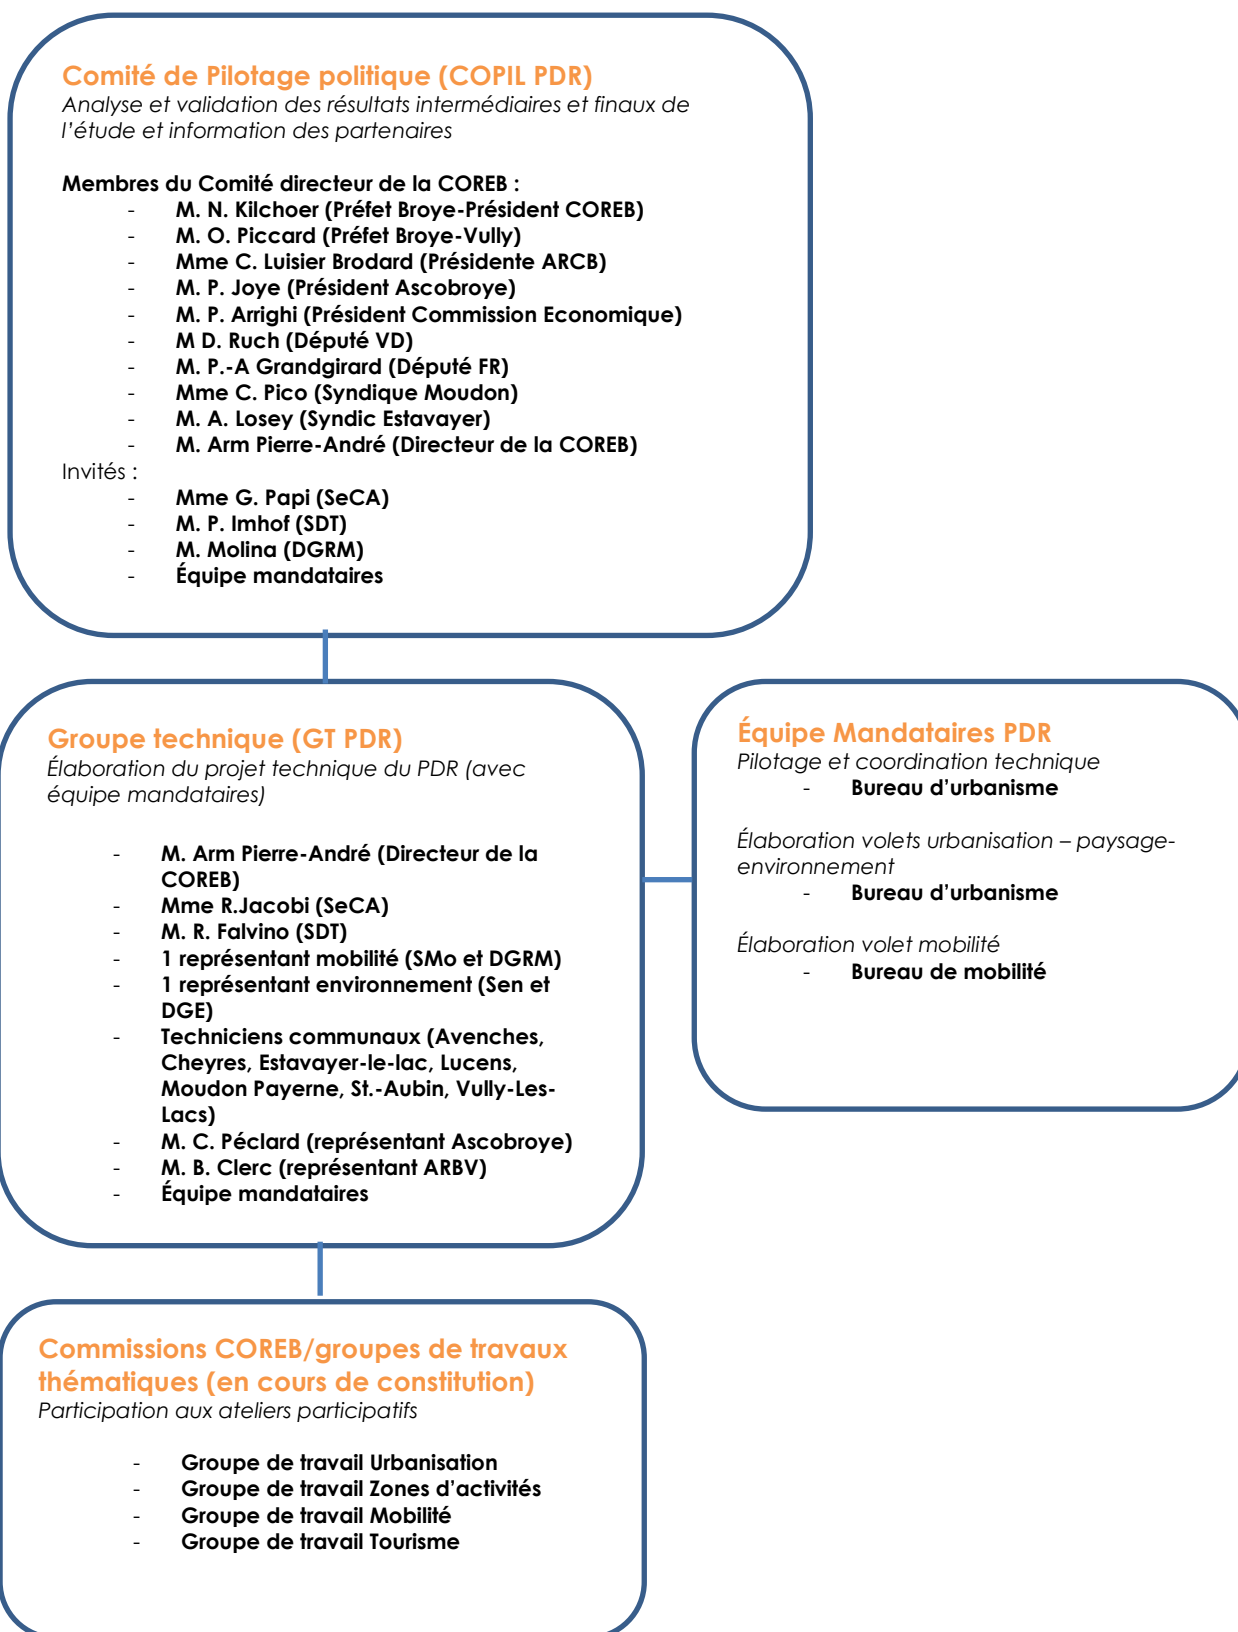 Comité de Pilotage politique (COPIL PDR)
Analyse et validation des résultats intermédiaires et finaux de
l'étude et information des partenaires
Membres du Comité directeur de la COREB :
- M. N. Kilchoer (Préfet Broye-Président COREB)
- M. O. Piccard (Préfet Broye-Vully)
- Mme C. Luisier Brodard (Présidente ARCB)
- M. P. Joye (Président Ascobroye)
- M. P. Arrighi (Président Commission Economique)
- M D. Ruch (Député VD)
- M. P.-A Grandgirard (Député FR)
- Mme C. Pico (Syndique Moudon)
- M. A. Losey (Syndic Estavayer)
- M. Arm Pierre-André (Directeur de la COREB)
Invités :
- Mme G. Papi (SeCA)
- M. P. Imhof (SDT)
- M. Molina (DGRM)
- Équipe mandataires
Groupe technique (GT PDR)
Élaboration du projet technique du PDR (avec
équipe mandataires)
- M. Arm Pierre-André (Directeur de la
COREB)
- Mme R.Jacobi (SeCA)
- M. R. Falvino (SDT)
- 1 représentant mobilité (SMo et DGRM)
- 1 représentant environnement (Sen et
DGE)
- Techniciens communaux (Avenches,
Cheyres, Estavayer-le-lac, Lucens,
Moudon Payerne, St.-Aubin, Vully-Les-
Lacs)
- M. C. Péclard (représentant Ascobroye)
- M. B. Clerc (représentant ARBV)
- Équipe mandataires
Équipe Mandataires PDR
Pilotage et coordination technique
- Bureau d'urbanisme
Élaboration volets urbanisation – paysage-
environnement
- Bureau d'urbanisme
Élaboration volet mobilité
- Bureau de mobilité
Commissions COREB/groupes de travaux
thématiques (en cours de constitution)
Participation aux ateliers participatifs
- Groupe de travail Urbanisation
- Groupe de travail Zones d'activités
- Groupe de travail Mobilité
- Groupe de travail Tourisme